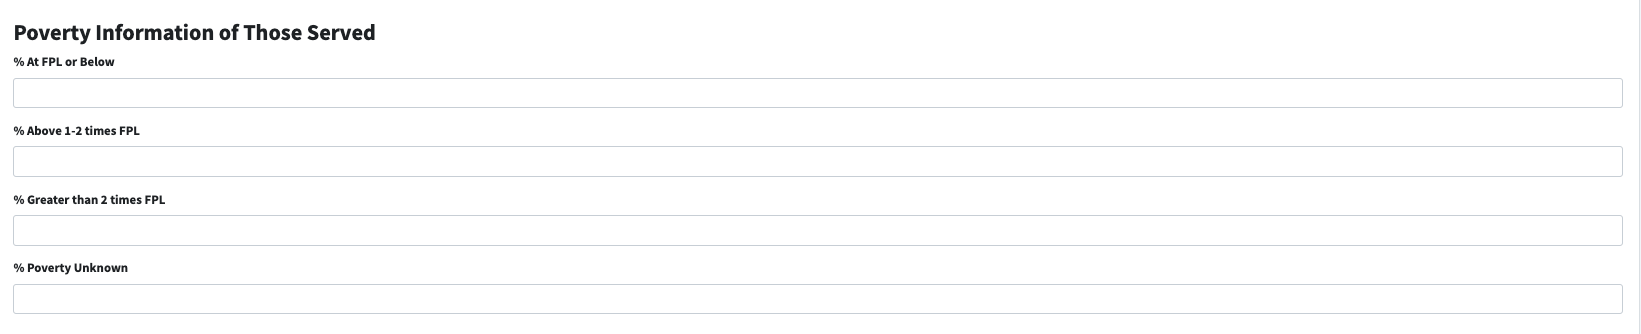 Poverty Information of Those Served
% At FPL or Below
% Above 1-2 times FPL
% Greater than 2 times FPL
% Poverty Unknown